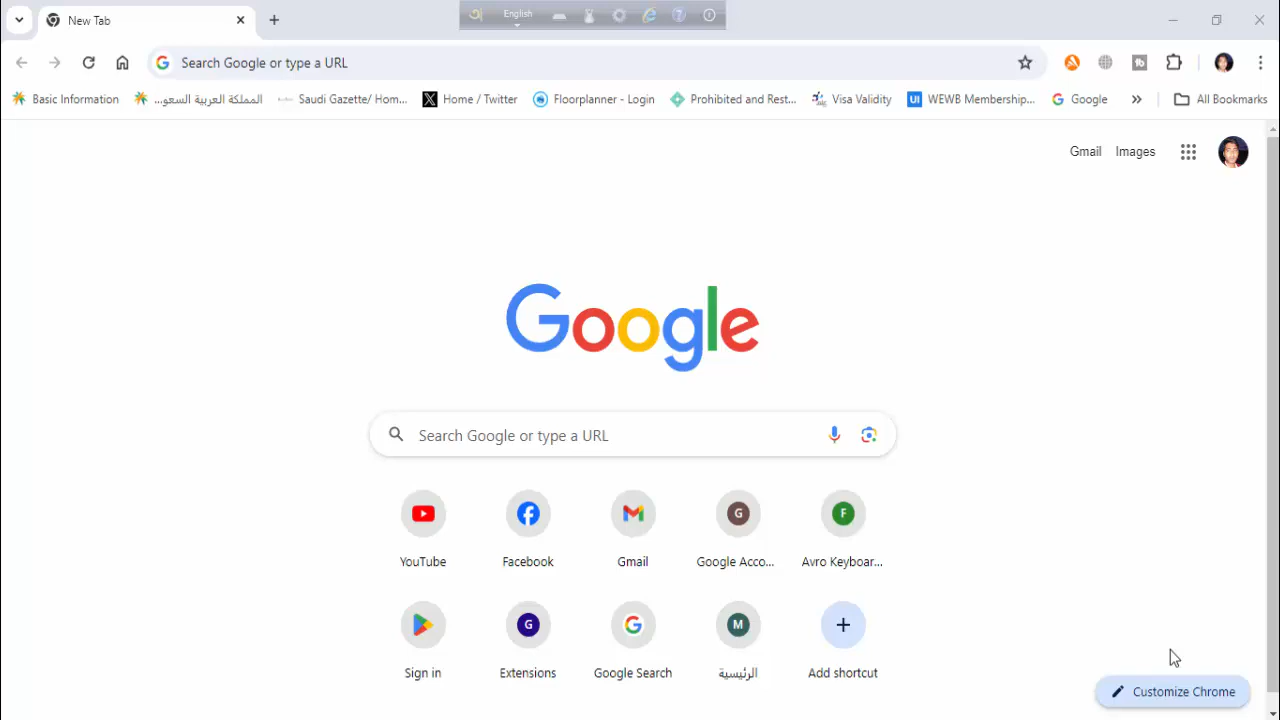 New Tab
অ English
Search Google or type a URL
Basic Information
المملكة العربية السعو...
Saudi Gazette/ Hom...
Home / Twitter
Floorplanner - Login
Prohibited and Rest...
Visa Validity
UI WEWB Membership...
Google
All Bookmarks
Gmail Images
Google
Search Google or type a URL
YouTube
Facebook
Gmail
G
Google Acco...
F
Avro Keyboar...
Sign in
G
Extensions
Google Search
M
الرئيسية
Add shortcut
Customize Chrome